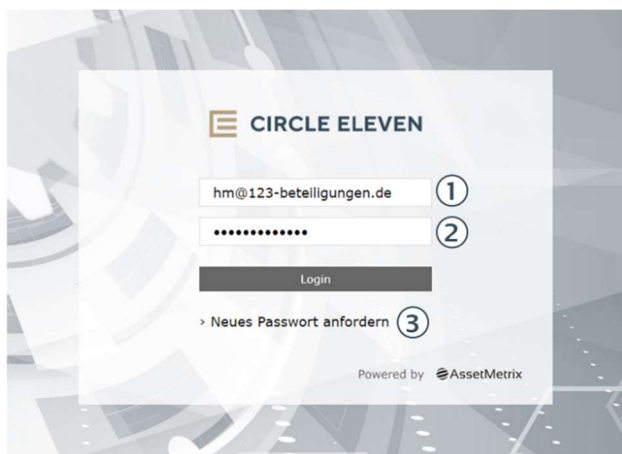 CIRCLE ELEVEN
hm@123-beteiligungen.de 1
••••••••••••• 2
Login
› Neues Passwort anfordern 3
Powered by AssetMetrix